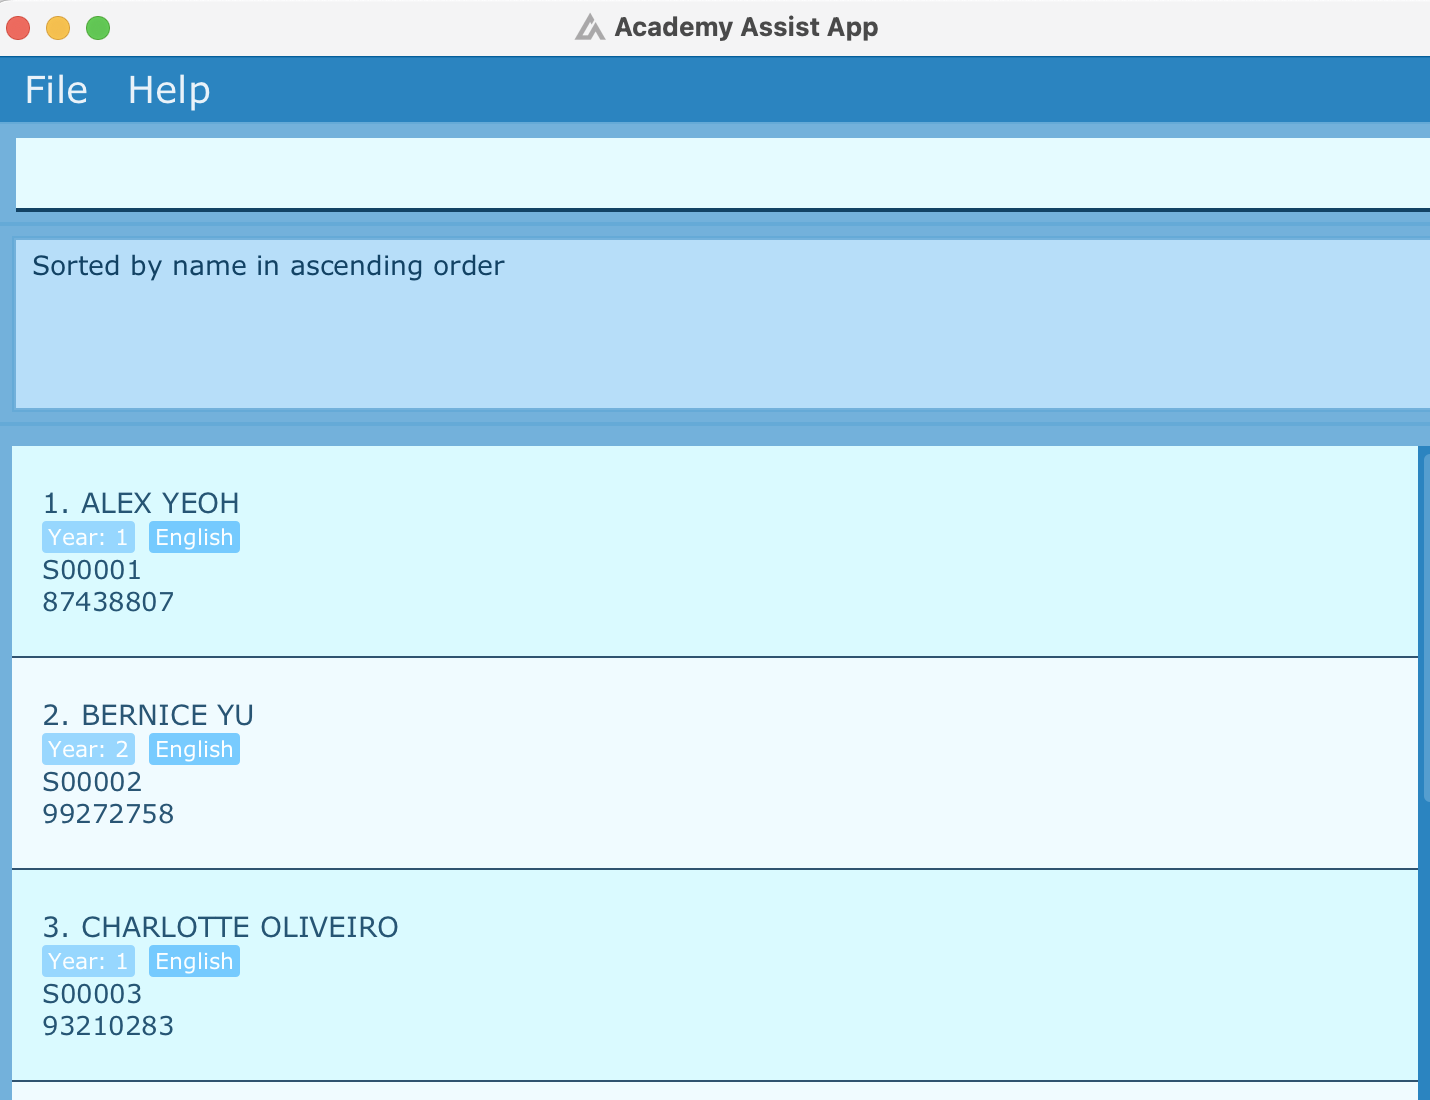 Academy Assist App
File Help
Sorted by name in ascending order
1. ALEX YEOH
Year: 1 English
S00001
87438807
2. BERNICE YU
Year: 2 English
S00002
99272758
3. CHARLOTTE OLIVEIRO
Year: 1 English
S00003
93210283